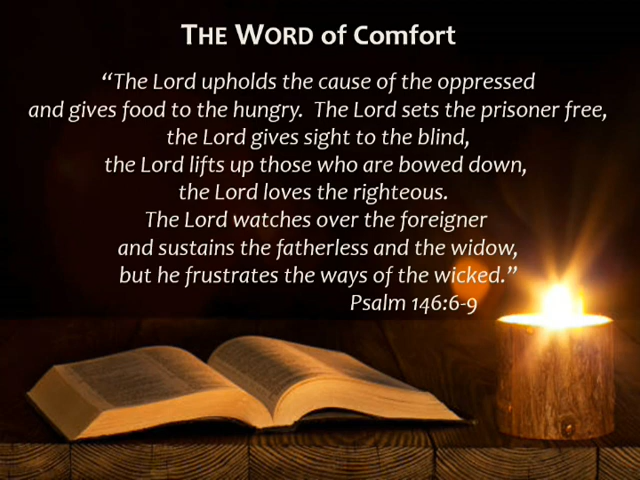 THE WORD of Comfort
“The Lord upholds the cause of the oppressed
and gives food to the hungry.  The Lord sets the prisoner free,
the Lord gives sight to the blind,
the Lord lifts up those who are bowed down,
the Lord loves the righteous.
The Lord watches over the foreigner
and sustains the fatherless and the widow,
but he frustrates the ways of the wicked.”
Psalm 146:6-9